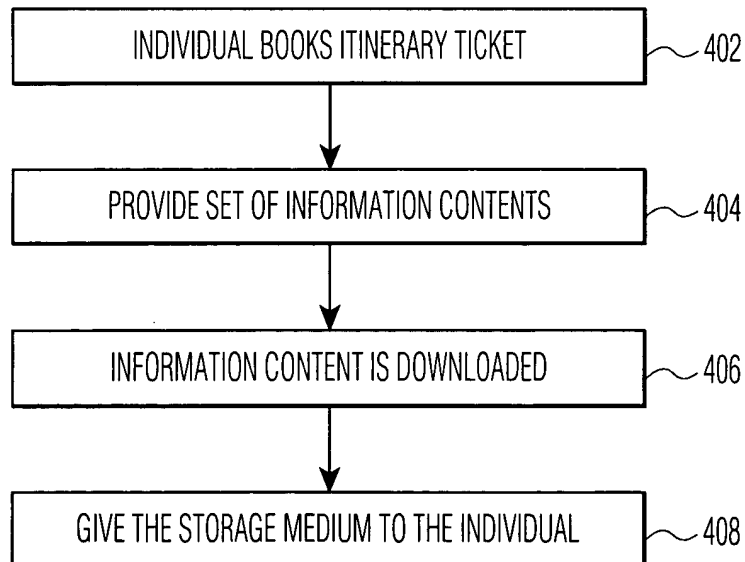 INDIVIDUAL BOOKS ITINERARY TICKET 402
PROVIDE SET OF INFORMATION CONTENTS 404
INFORMATION CONTENT IS DOWNLOADED 406
GIVE THE STORAGE MEDIUM TO THE INDIVIDUAL 408